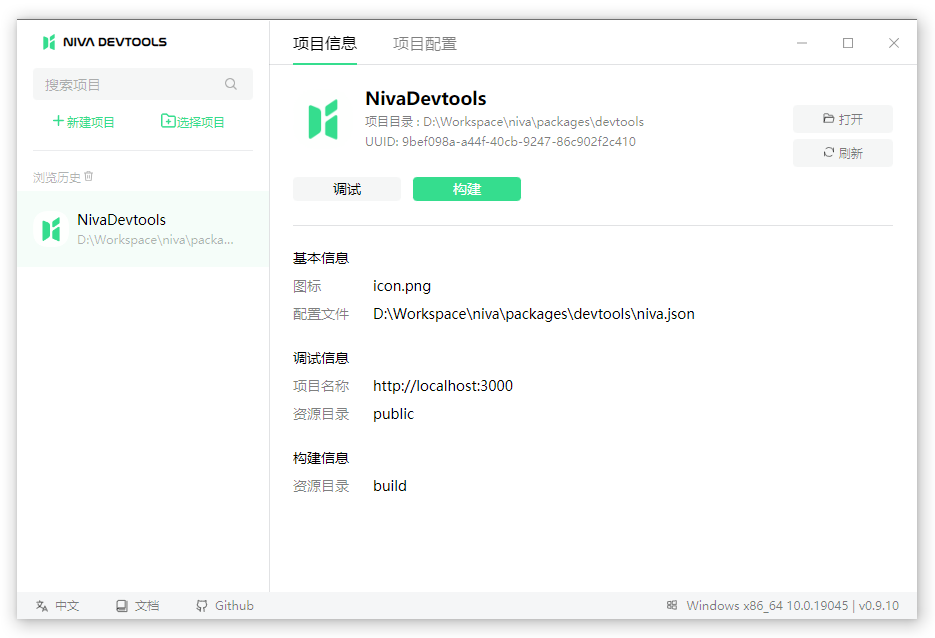 NIVA DEVTOOLS
搜索项目
新建项目
选择项目
浏览历史
NivaDevtools
D:\Workspace\niva\packa...
项目信息
项目配置
NivaDevtools
项目目录 : D:\Workspace\niva\packages\devtools
UUID: 9bef098a-a44f-40cb-9247-86c902f2c410
打开
刷新
调试
构建
基本信息
图标 icon.png
配置文件 D:\Workspace\niva\packages\devtools\niva.json
调试信息
项目名称 http://localhost:3000
资源目录 public
构建信息
资源目录 build
中文
文档
Github
Windows x86_64 10.0.19045 | v0.9.10